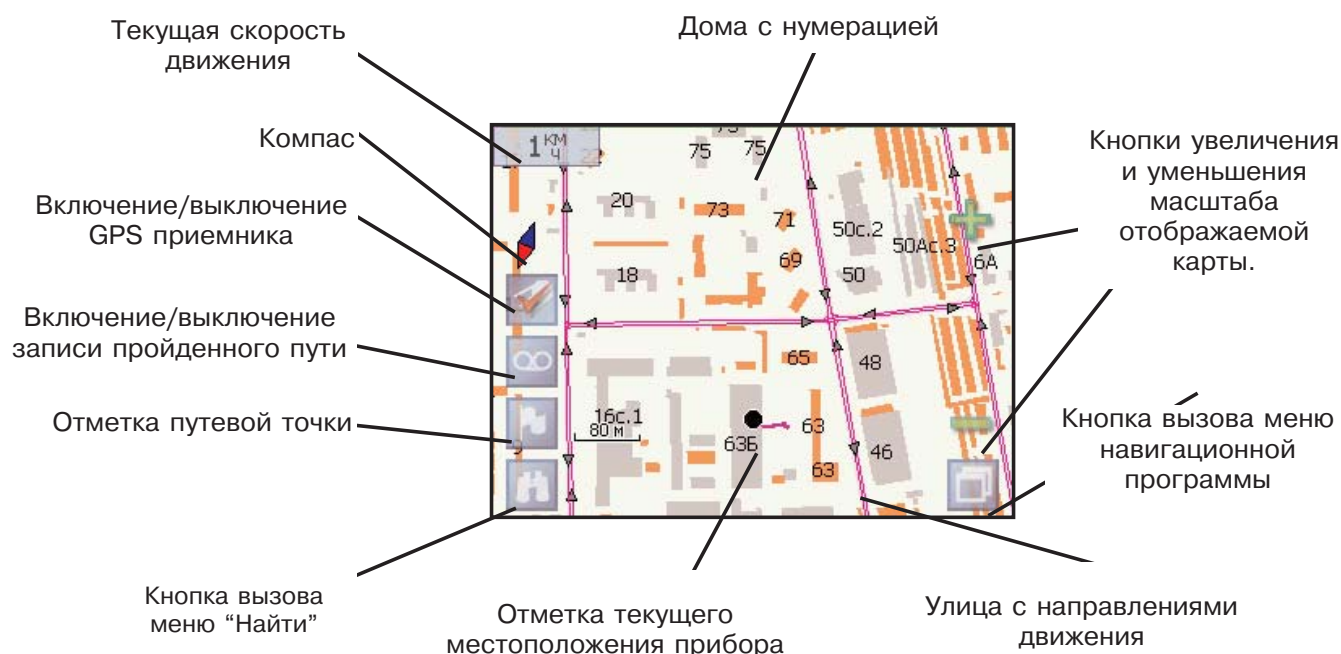 Текущая скорость
движения
Дома с нумерацией
Компас
Кнопки увеличения
и уменьшения
масштаба
отображаемой
карты.
Включение/выключение
GPS приемника
Включение/выключение
записи пройденного пути
Отметка путевой точки
Кнопка вызова меню
навигационной
программы
Кнопка вызова
меню “Найти”
Отметка текущего
местоположения прибора
Улица с направлениями
движения
1 КМ
Ч
75
75
20
73
71
50с.2
50Ас.3
6А
69
18
50
65
48
16с.1
80 м
63Б
63
46
63